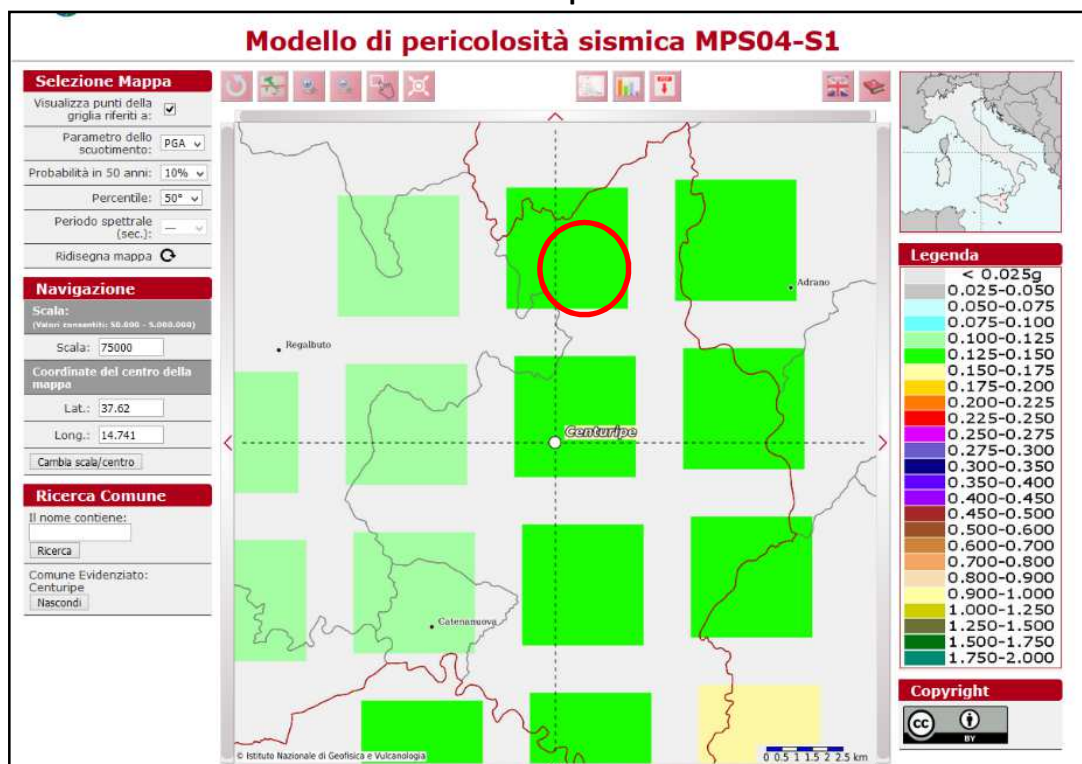 Modello di pericolosità sismica MPS04-S1
Selezione Mappa
Visualizza punti della
griglia riferiti a:
Parametro dello
scuotimento: PGA
Probabilità in 50 anni: 10%
Percentile: 50°
Periodo spettrale
(sec.): ---
Ridisegna mappa
Navigazione
Scala:
(Valori consentiti: 50.000 - 5.000.000)
Scala: 75000
Coordinate del centro della
mappa
Lat.: 37.62
Long.: 14.741
Cambia scala/centro
Ricerca Comune
Il nome contiene:
Ricerca
Comune Evidenziato:
Centuripe
Nascondi
Adrano
Regalbuto
Centuripe
Catenanuova
© Istituto Nazionale di Geofisica e Vulcanologia
0 0.5 1 1.5 2 2.5 km
Legenda
< 0.025g
0.025-0.050
0.050-0.075
0.075-0.100
0.100-0.125
0.125-0.150
0.150-0.175
0.175-0.200
0.200-0.225
0.225-0.250
0.250-0.275
0.275-0.300
0.300-0.350
0.350-0.400
0.400-0.450
0.450-0.500
0.500-0.600
0.600-0.700
0.700-0.800
0.800-0.900
0.900-1.000
1.000-1.250
1.250-1.500
1.500-1.750
1.750-2.000
Copyright
cc
BY